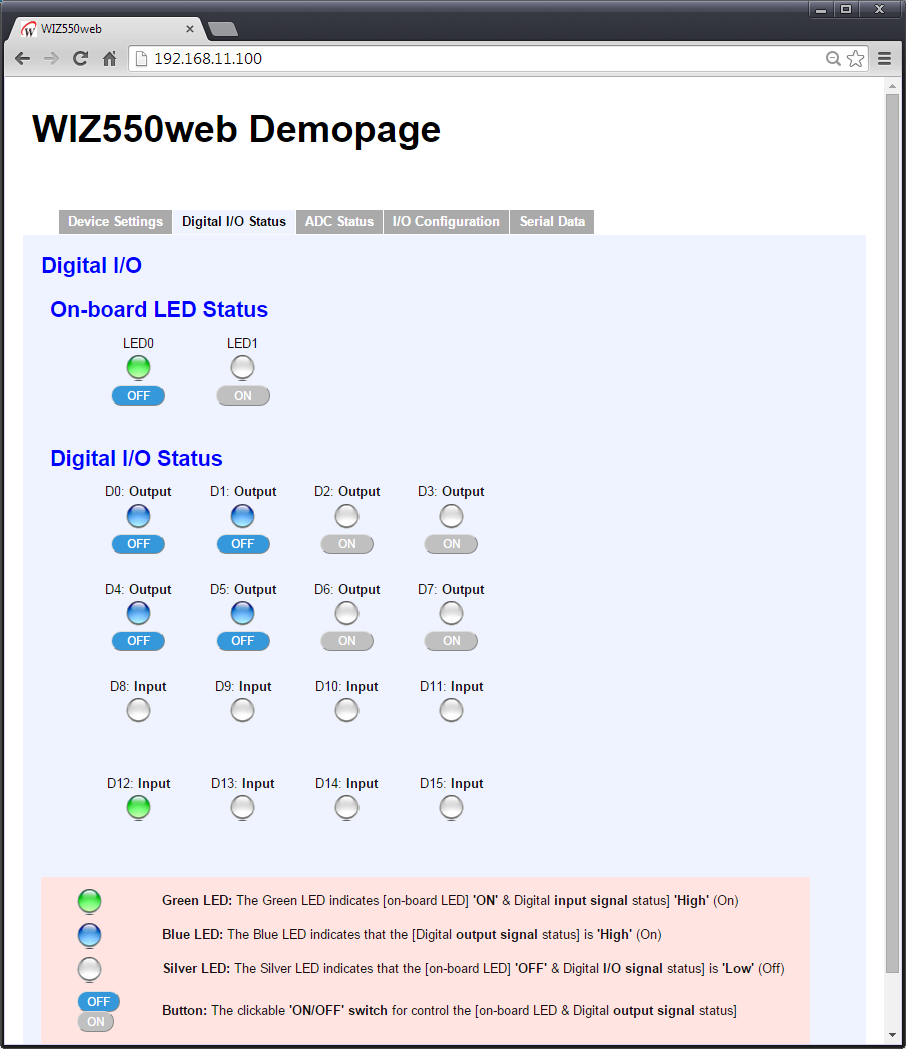 WIZ550web
192.168.11.100
WIZ550web Demopage
Device Settings Digital I/O Status ADC Status I/O Configuration Serial Data
Digital I/O
On-board LED Status
LED0 LED1
OFF ON
Digital I/O Status
D0: Output D1: Output D2: Output D3: Output
OFF OFF ON ON
D4: Output D5: Output D6: Output D7: Output
OFF OFF ON ON
D8: Input D9: Input D10: Input D11: Input
D12: Input D13: Input D14: Input D15: Input
Green LED: The Green LED indicates [on-board LED] 'ON' & Digital input signal status] 'High' (On)
Blue LED: The Blue LED indicates that the [Digital output signal status] is 'High' (On)
Silver LED: The Silver LED indicates that the [on-board LED] 'OFF' & Digital I/O signal status] is 'Low' (Off)
OFF
ON
Button: The clickable 'ON/OFF' switch for control the [on-board LED & Digital output signal status]